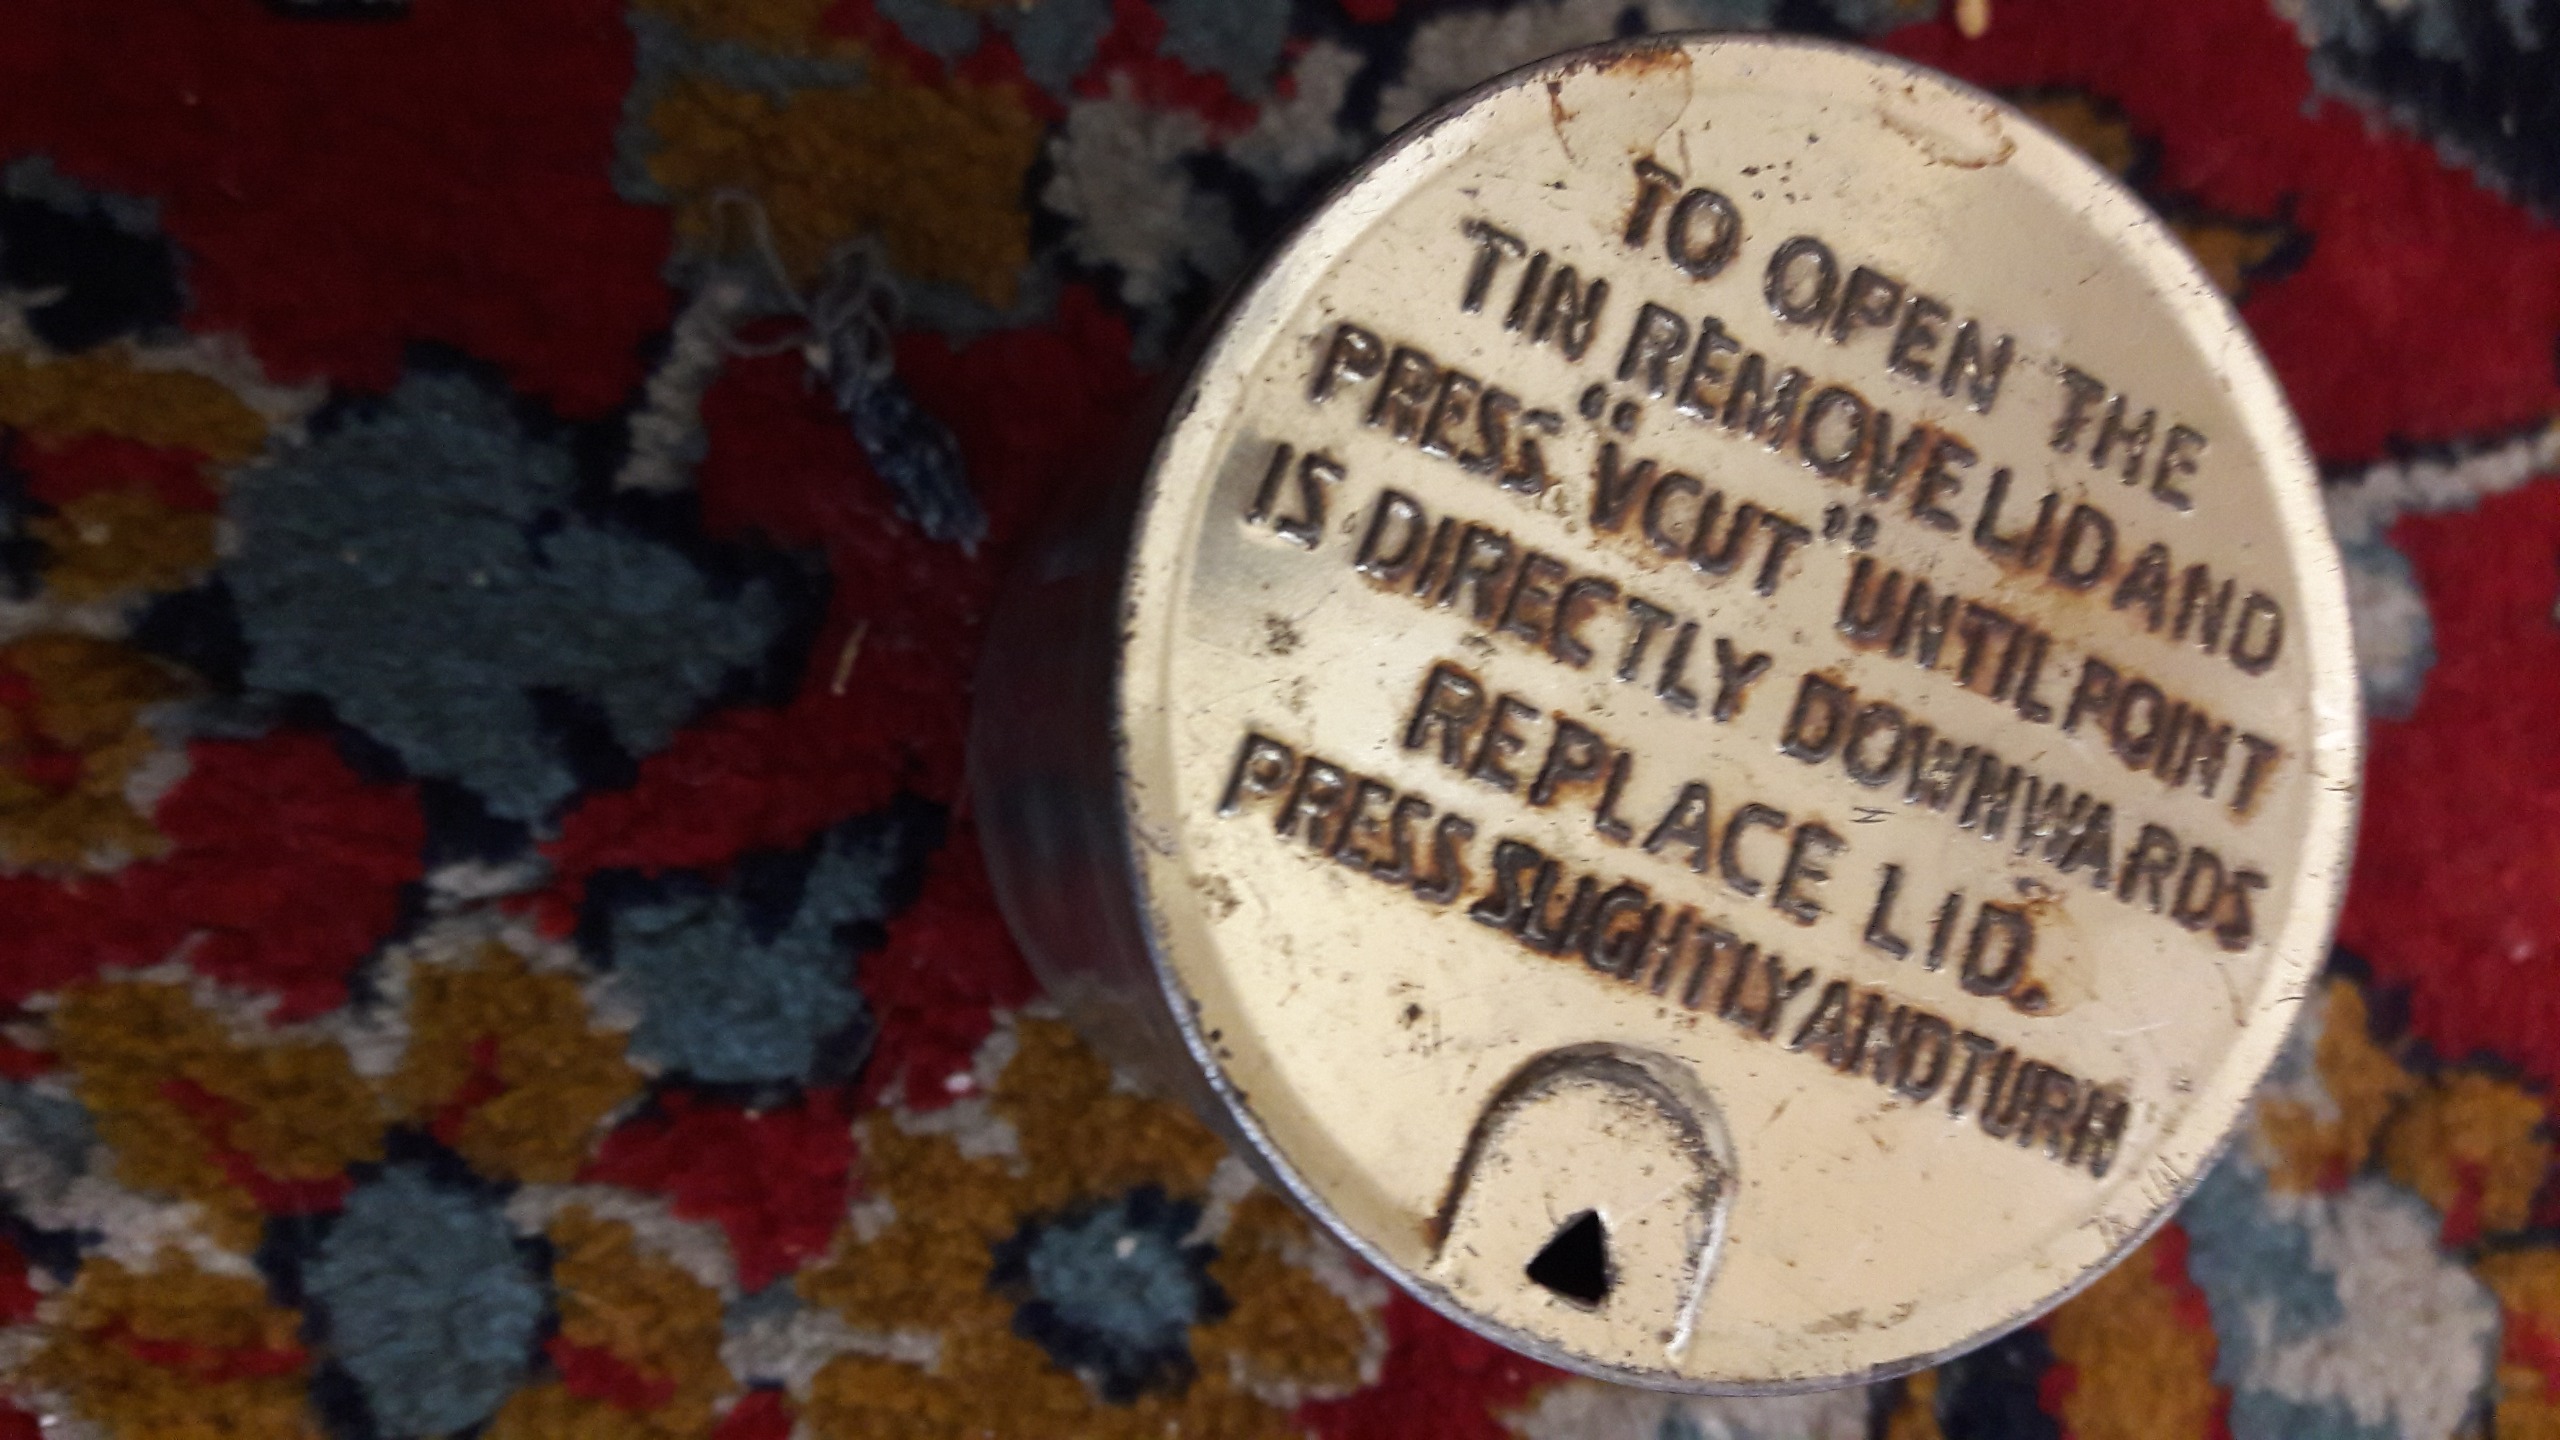 TO OPEN THE
TIN REMOVE LID AND
PRESS "VCUT" UNTIL POINT
IS DIRECTLY DOWNWARDS
REPLACE LID.
PRESS SLIGHTLY AND TURN